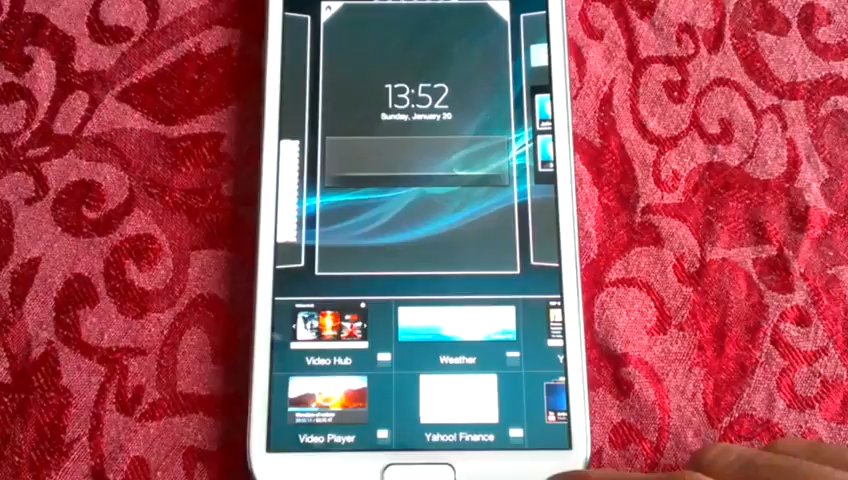 13:52
Sunday, January 20
Video Hub
Weather
Video Player
Yahoo! Finance